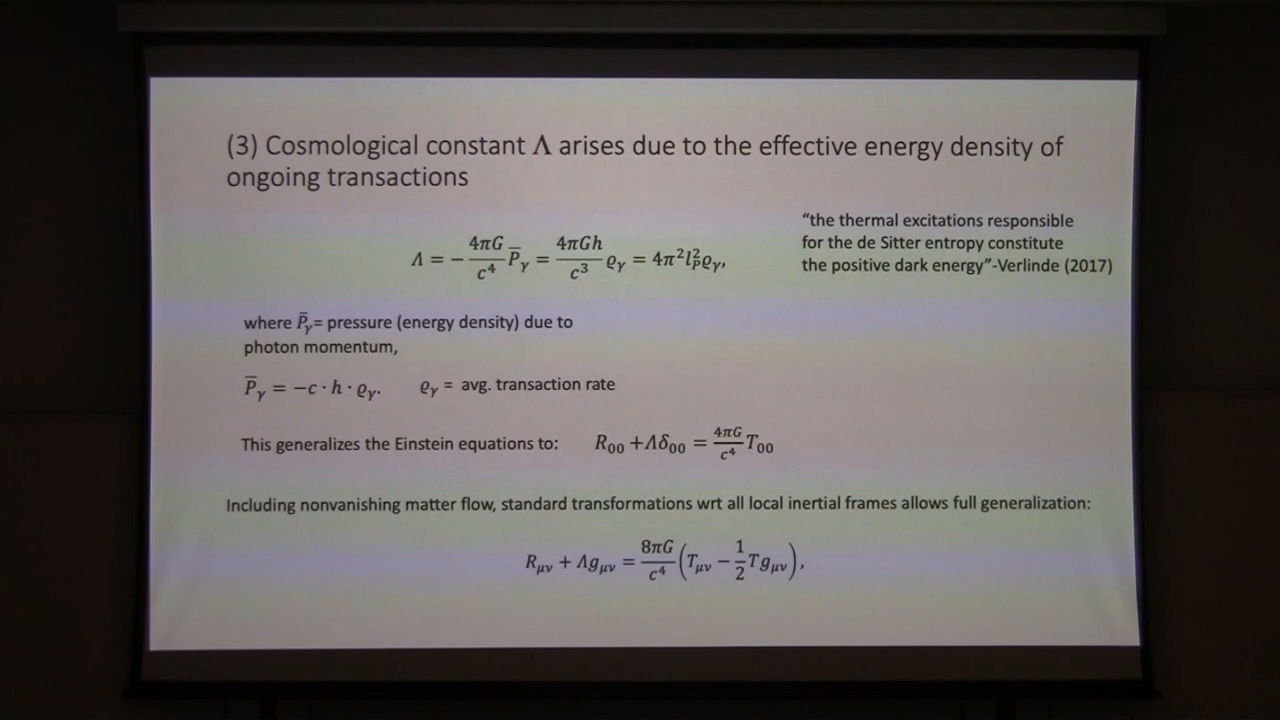 (3) Cosmological constant Λ arises due to the effective energy density of
ongoing transactions
"the thermal excitations responsible
for the de Sitter entropy constitute
the positive dark energy"-Verlinde (2017)
Λ = − 4πG/c⁴ P̅ᵧ = 4πGh/c³ ϱᵧ = 4π²l²ₚϱᵧ,
where P̅ᵧ= pressure (energy density) due to
photon momentum,
P̅ᵧ = −c · h · ϱᵧ. ϱᵧ = avg. transaction rate
This generalizes the Einstein equations to: R₀₀ +Λδ₀₀ = 4πG/c⁴ T₀₀
Including nonvanishing matter flow, standard transformations wrt all local inertial frames allows full generalization:
Rμν + Λgμν = 8πG/c⁴ (Tμν − 1/2 Tgμν),